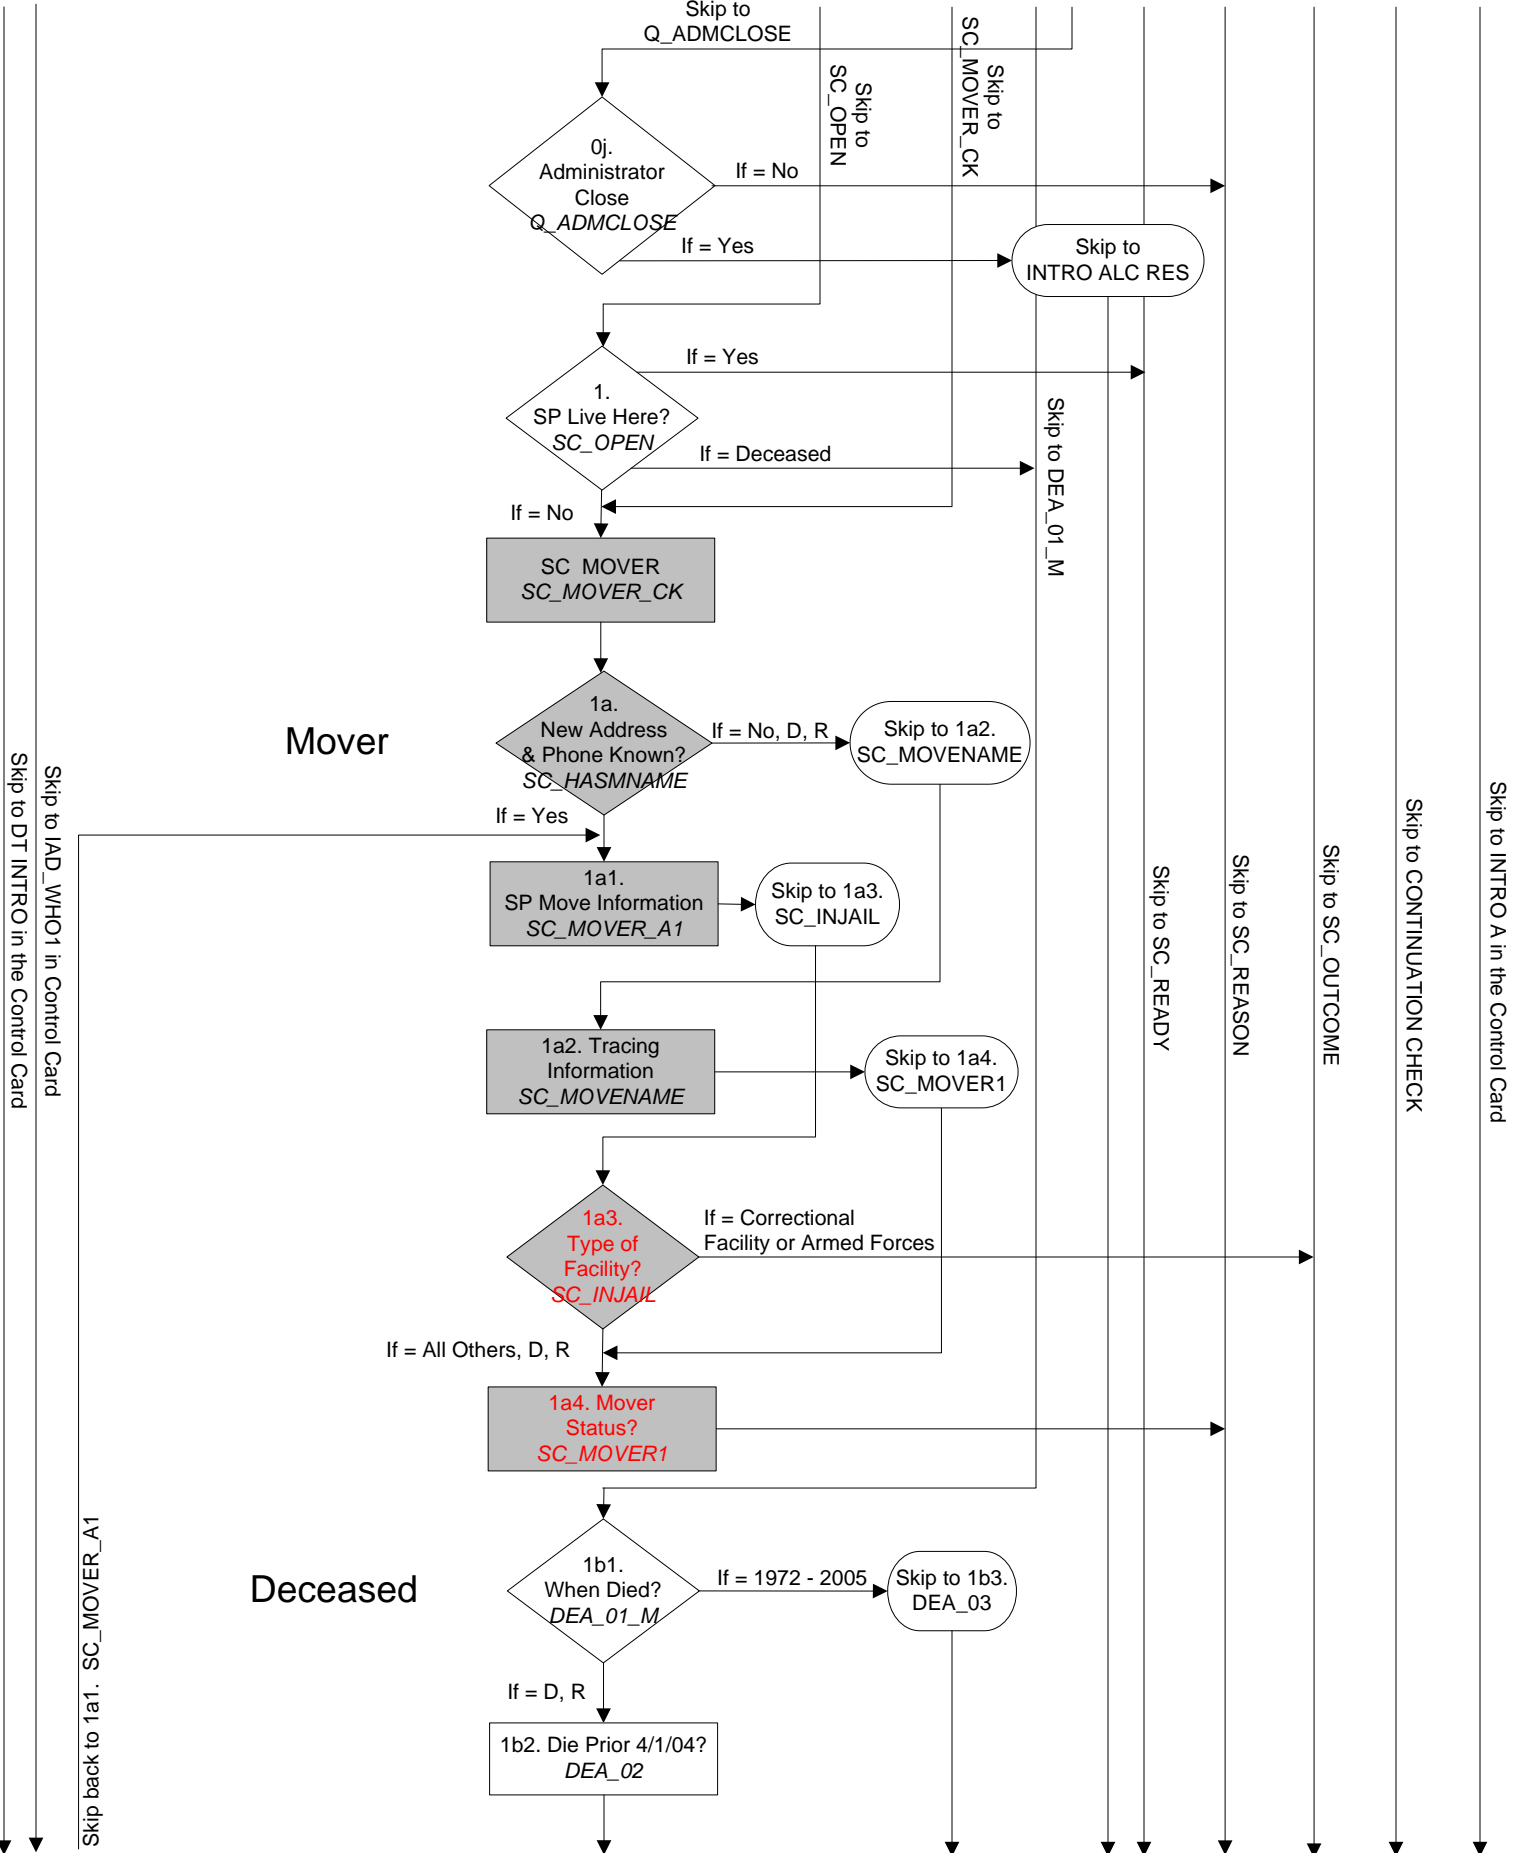 Skip to
Q_ADMCLOSE
Skip to
SC_OPEN
Skip to
SC_MOVER_CK
0j.
Administrator
Close
Q_ADMCLOSE
If = No
If = Yes
Skip to
INTRO ALC RES
1.
SP Live Here?
SC_OPEN
If = Yes
If = Deceased
If = No
Skip to DEA_01_M
SC MOVER
SC_MOVER_CK
Mover
1a.
New Address
& Phone Known?
SC_HASMNAME
If = No, D, R
Skip to 1a2.
SC_MOVENAME
If = Yes
1a1.
SP Move Information
SC_MOVER_A1
Skip to 1a3.
SC_INJAIL
1a2. Tracing
Information
SC_MOVENAME
Skip to 1a4.
SC_MOVER1
1a3.
Type of
Facility?
SC_INJAIL
If = Correctional
Facility or Armed Forces
If = All Others, D, R
1a4. Mover
Status?
SC_MOVER1
Deceased
1b1.
When Died?
DEA_01_M
If = 1972 - 2005
Skip to 1b3.
DEA_03
If = D, R
1b2. Die Prior 4/1/04?
DEA_02
Skip to DT INTRO in the Control Card
Skip to IAD_WHO1 in Control Card
Skip back to 1a1.  SC_MOVER_A1
Skip to SC_READY
Skip to SC_REASON
Skip to SC_OUTCOME
Skip to CONTINUATION CHECK
Skip to INTRO A in the Control Card